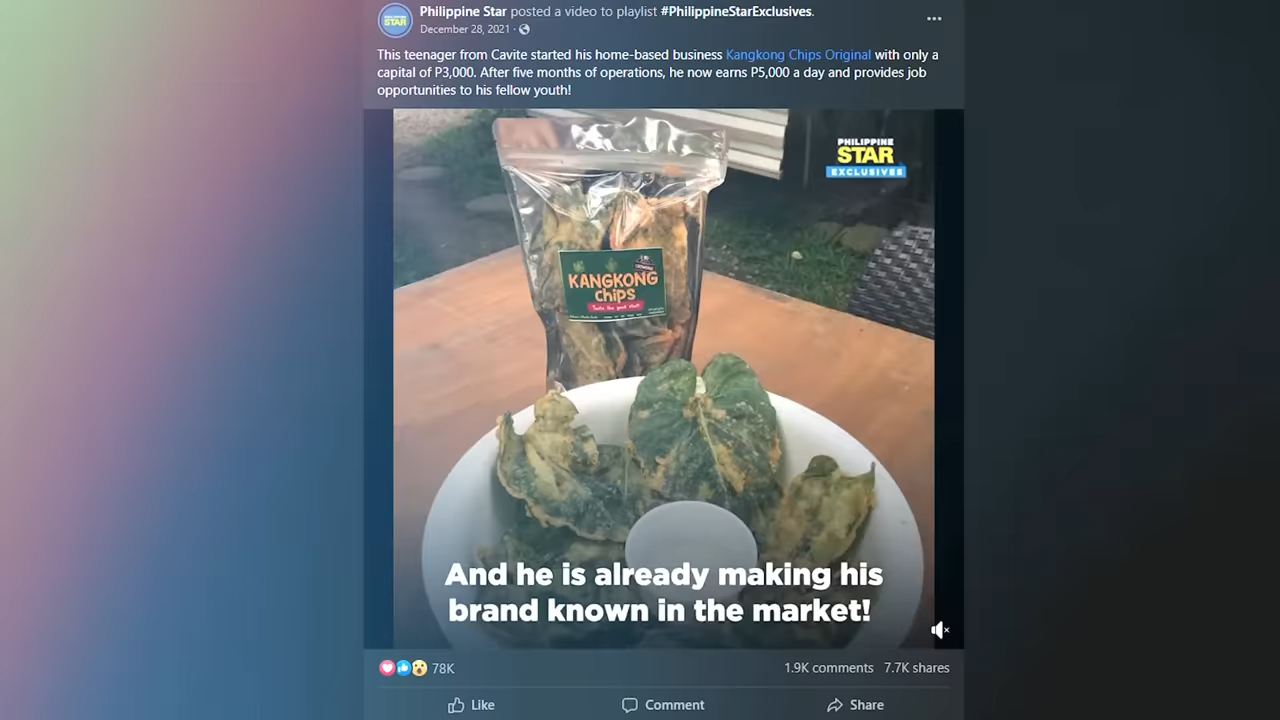 Philippine Star posted a video to playlist #PhilippineStarExclusives.
December 28, 2021 ·
This teenager from Cavite started his home-based business Kangkong Chips Original with only a
capital of P3,000. After five months of operations, he now earns P5,000 a day and provides job
opportunities to his fellow youth!
PHILIPPINE
STAR
EXCLUSIVES
KANGKONG
chips
And he is already making his
brand known in the market!
78K
1.9K comments 7.7K shares
Like Comment Share